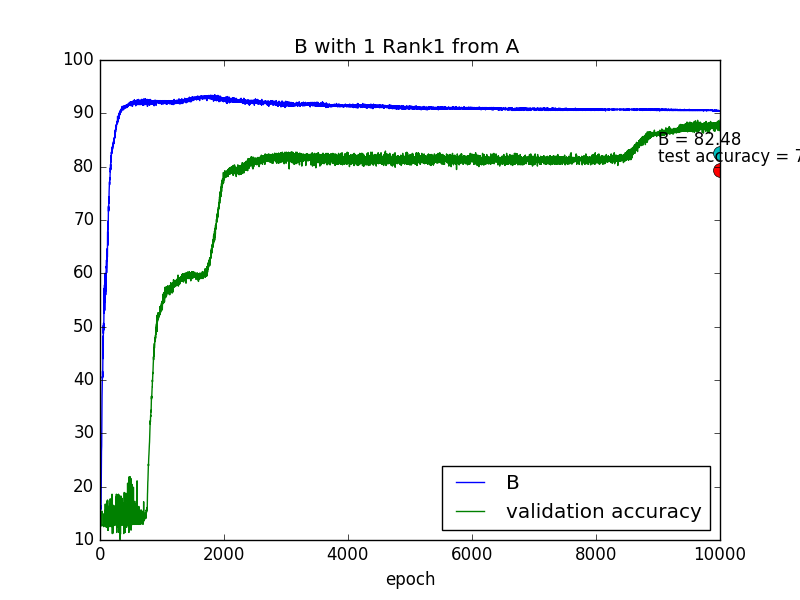 B with 1 Rank1 from A
100
90
80
70
60
50
40
30
20
10
B = 82.48
test accuracy = 7
B
validation accuracy
0
2000
4000
6000
8000
10000
epoch